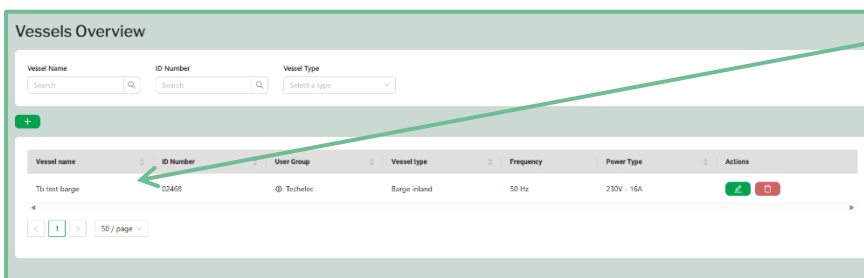 Vessels Overview
Vessel Name ID Number Vessel Type
Search Search Select a type
+
Vessel name ID Number User Group Vessel type Frequency Power Type Actions
Tb test barge 02468 Techelec Barge inland 50 Hz 230V - 16A
< 1 > 50 / page